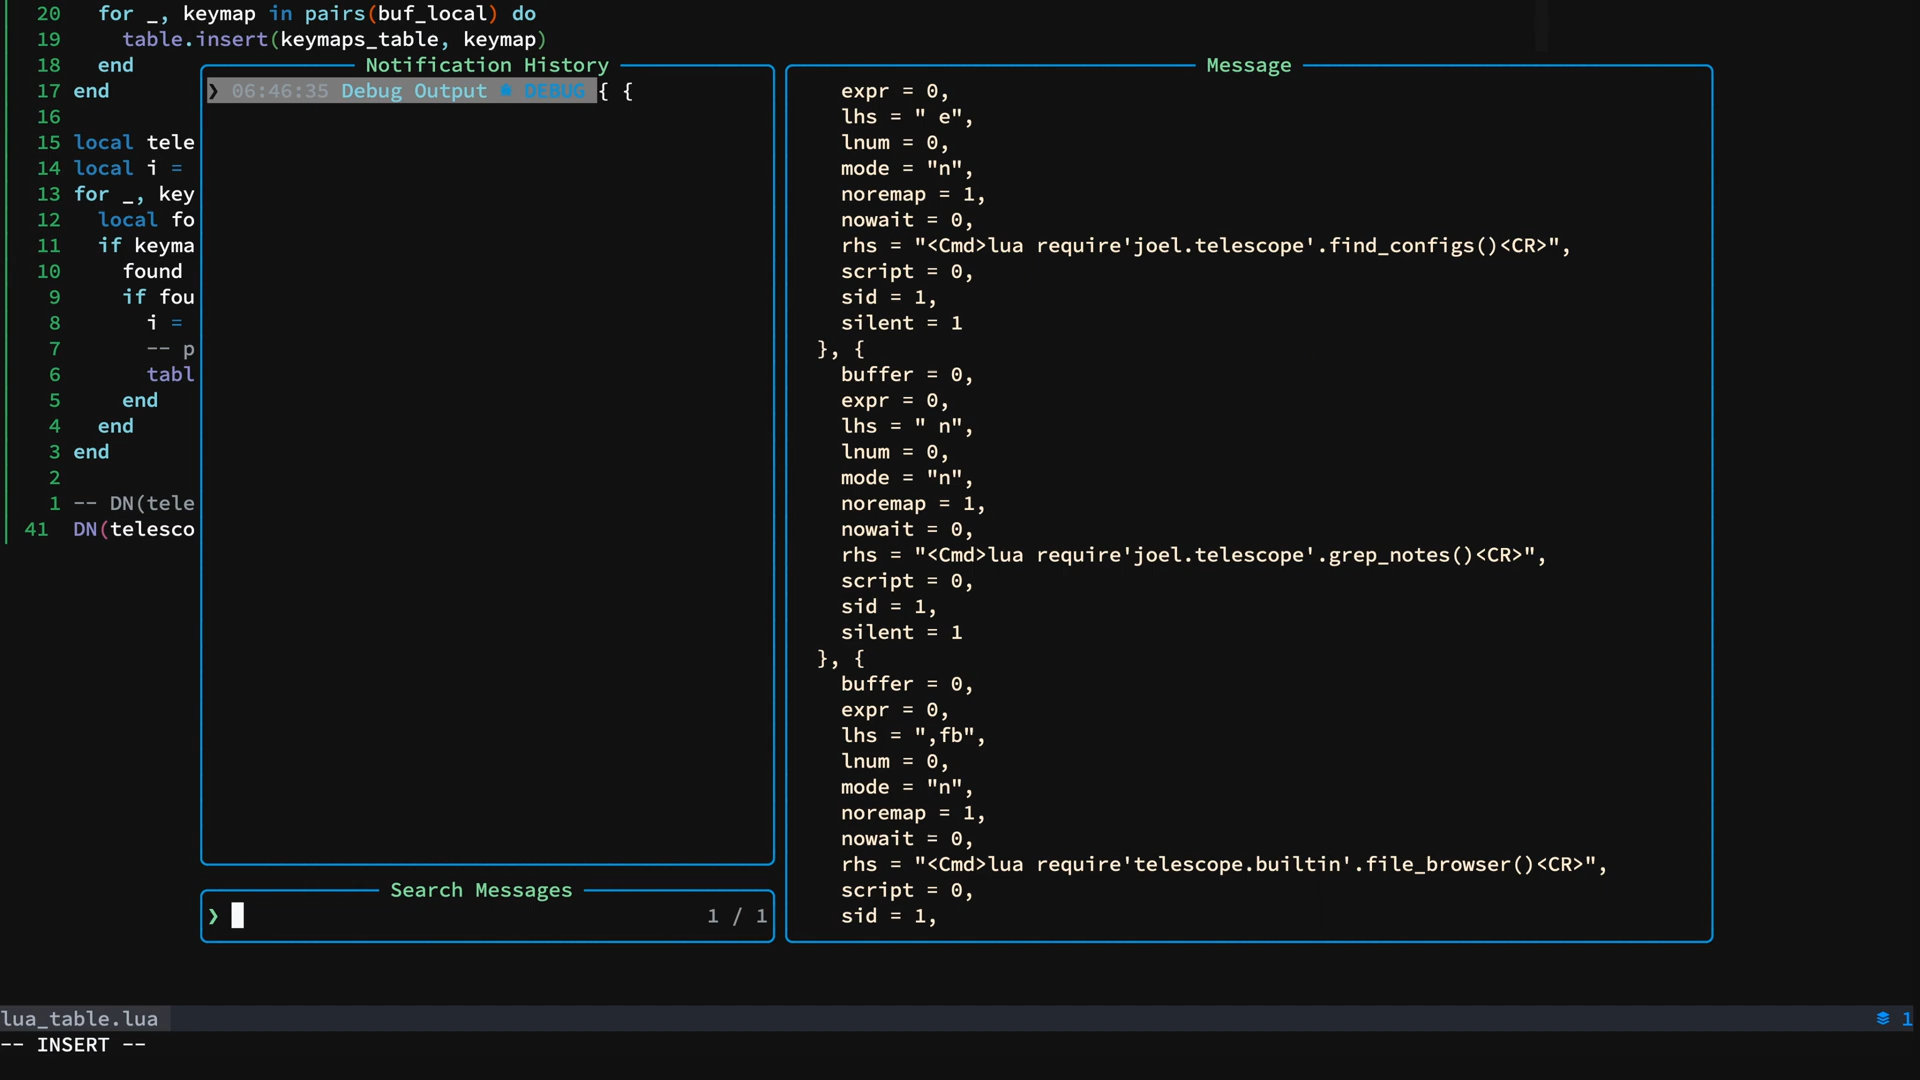 20 for _, keymap in pairs(buf_local) do
19 table.insert(keymaps_table, keymap)
18 end
17 end
16
15 local tele
14 local i =
13 for _, key
12 local fo
11 if keyma
10 found
9 if fou
8 i =
7 -- p
6 tabl
5 end
4 end
3 end
2
1 -- DN(tele
41 DN(telesco
Notification History
❯ 06:46:35 Debug Output DEBUG { {
Search Messages
❯ 1 / 1
Message
expr = 0,
lhs = " e",
lnum = 0,
mode = "n",
noremap = 1,
nowait = 0,
rhs = "<Cmd>lua require'joel.telescope'.find_configs()<CR>",
script = 0,
sid = 1,
silent = 1
}, {
buffer = 0,
expr = 0,
lhs = " n",
lnum = 0,
mode = "n",
noremap = 1,
nowait = 0,
rhs = "<Cmd>lua require'joel.telescope'.grep_notes()<CR>",
script = 0,
sid = 1,
silent = 1
}, {
buffer = 0,
expr = 0,
lhs = ",fb",
lnum = 0,
mode = "n",
noremap = 1,
nowait = 0,
rhs = "<Cmd>lua require'telescope.builtin'.file_browser()<CR>",
script = 0,
sid = 1,
lua_table.lua 1
-- INSERT --